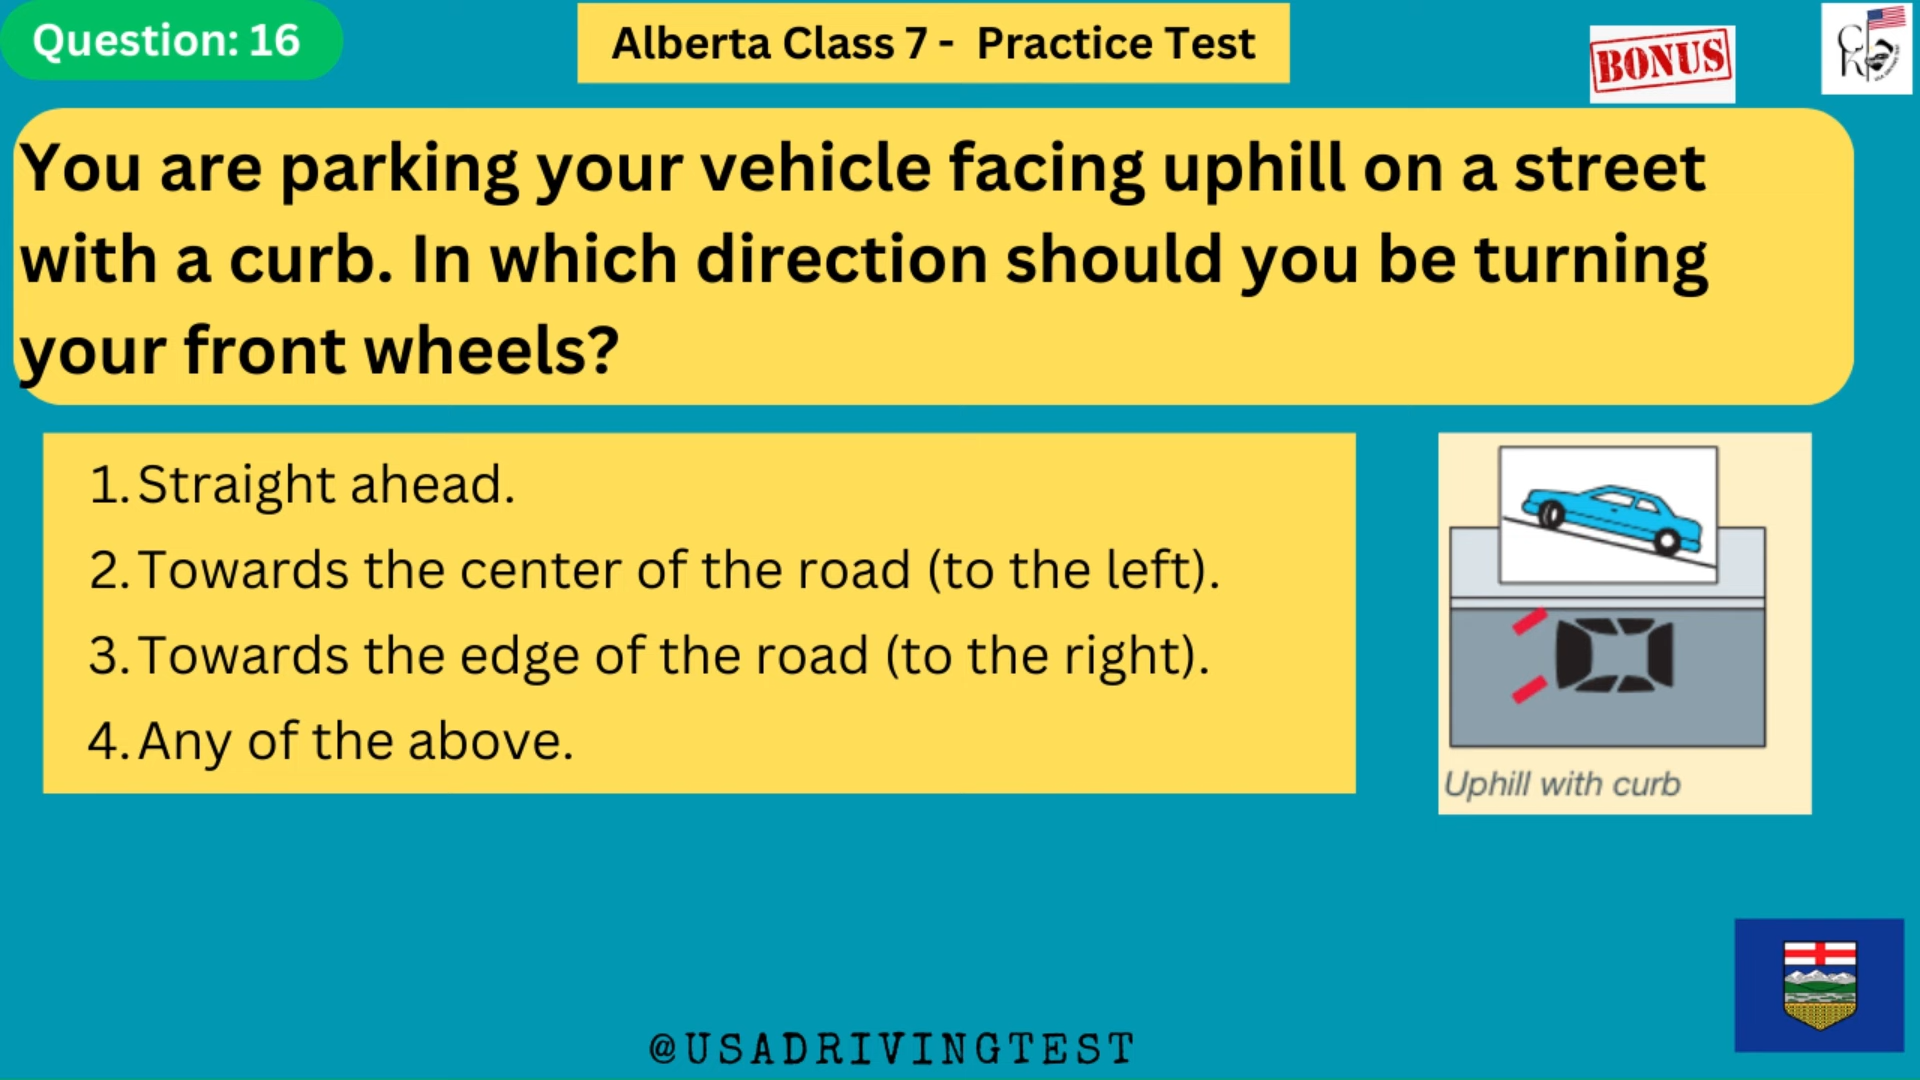 Question: 16
Alberta Class 7 - Practice Test
BONUS
You are parking your vehicle facing uphill on a street
with a curb. In which direction should you be turning
your front wheels?
1. Straight ahead.
2. Towards the center of the road (to the left).
3. Towards the edge of the road (to the right).
4. Any of the above.
Uphill with curb
@USADRIVINGTEST